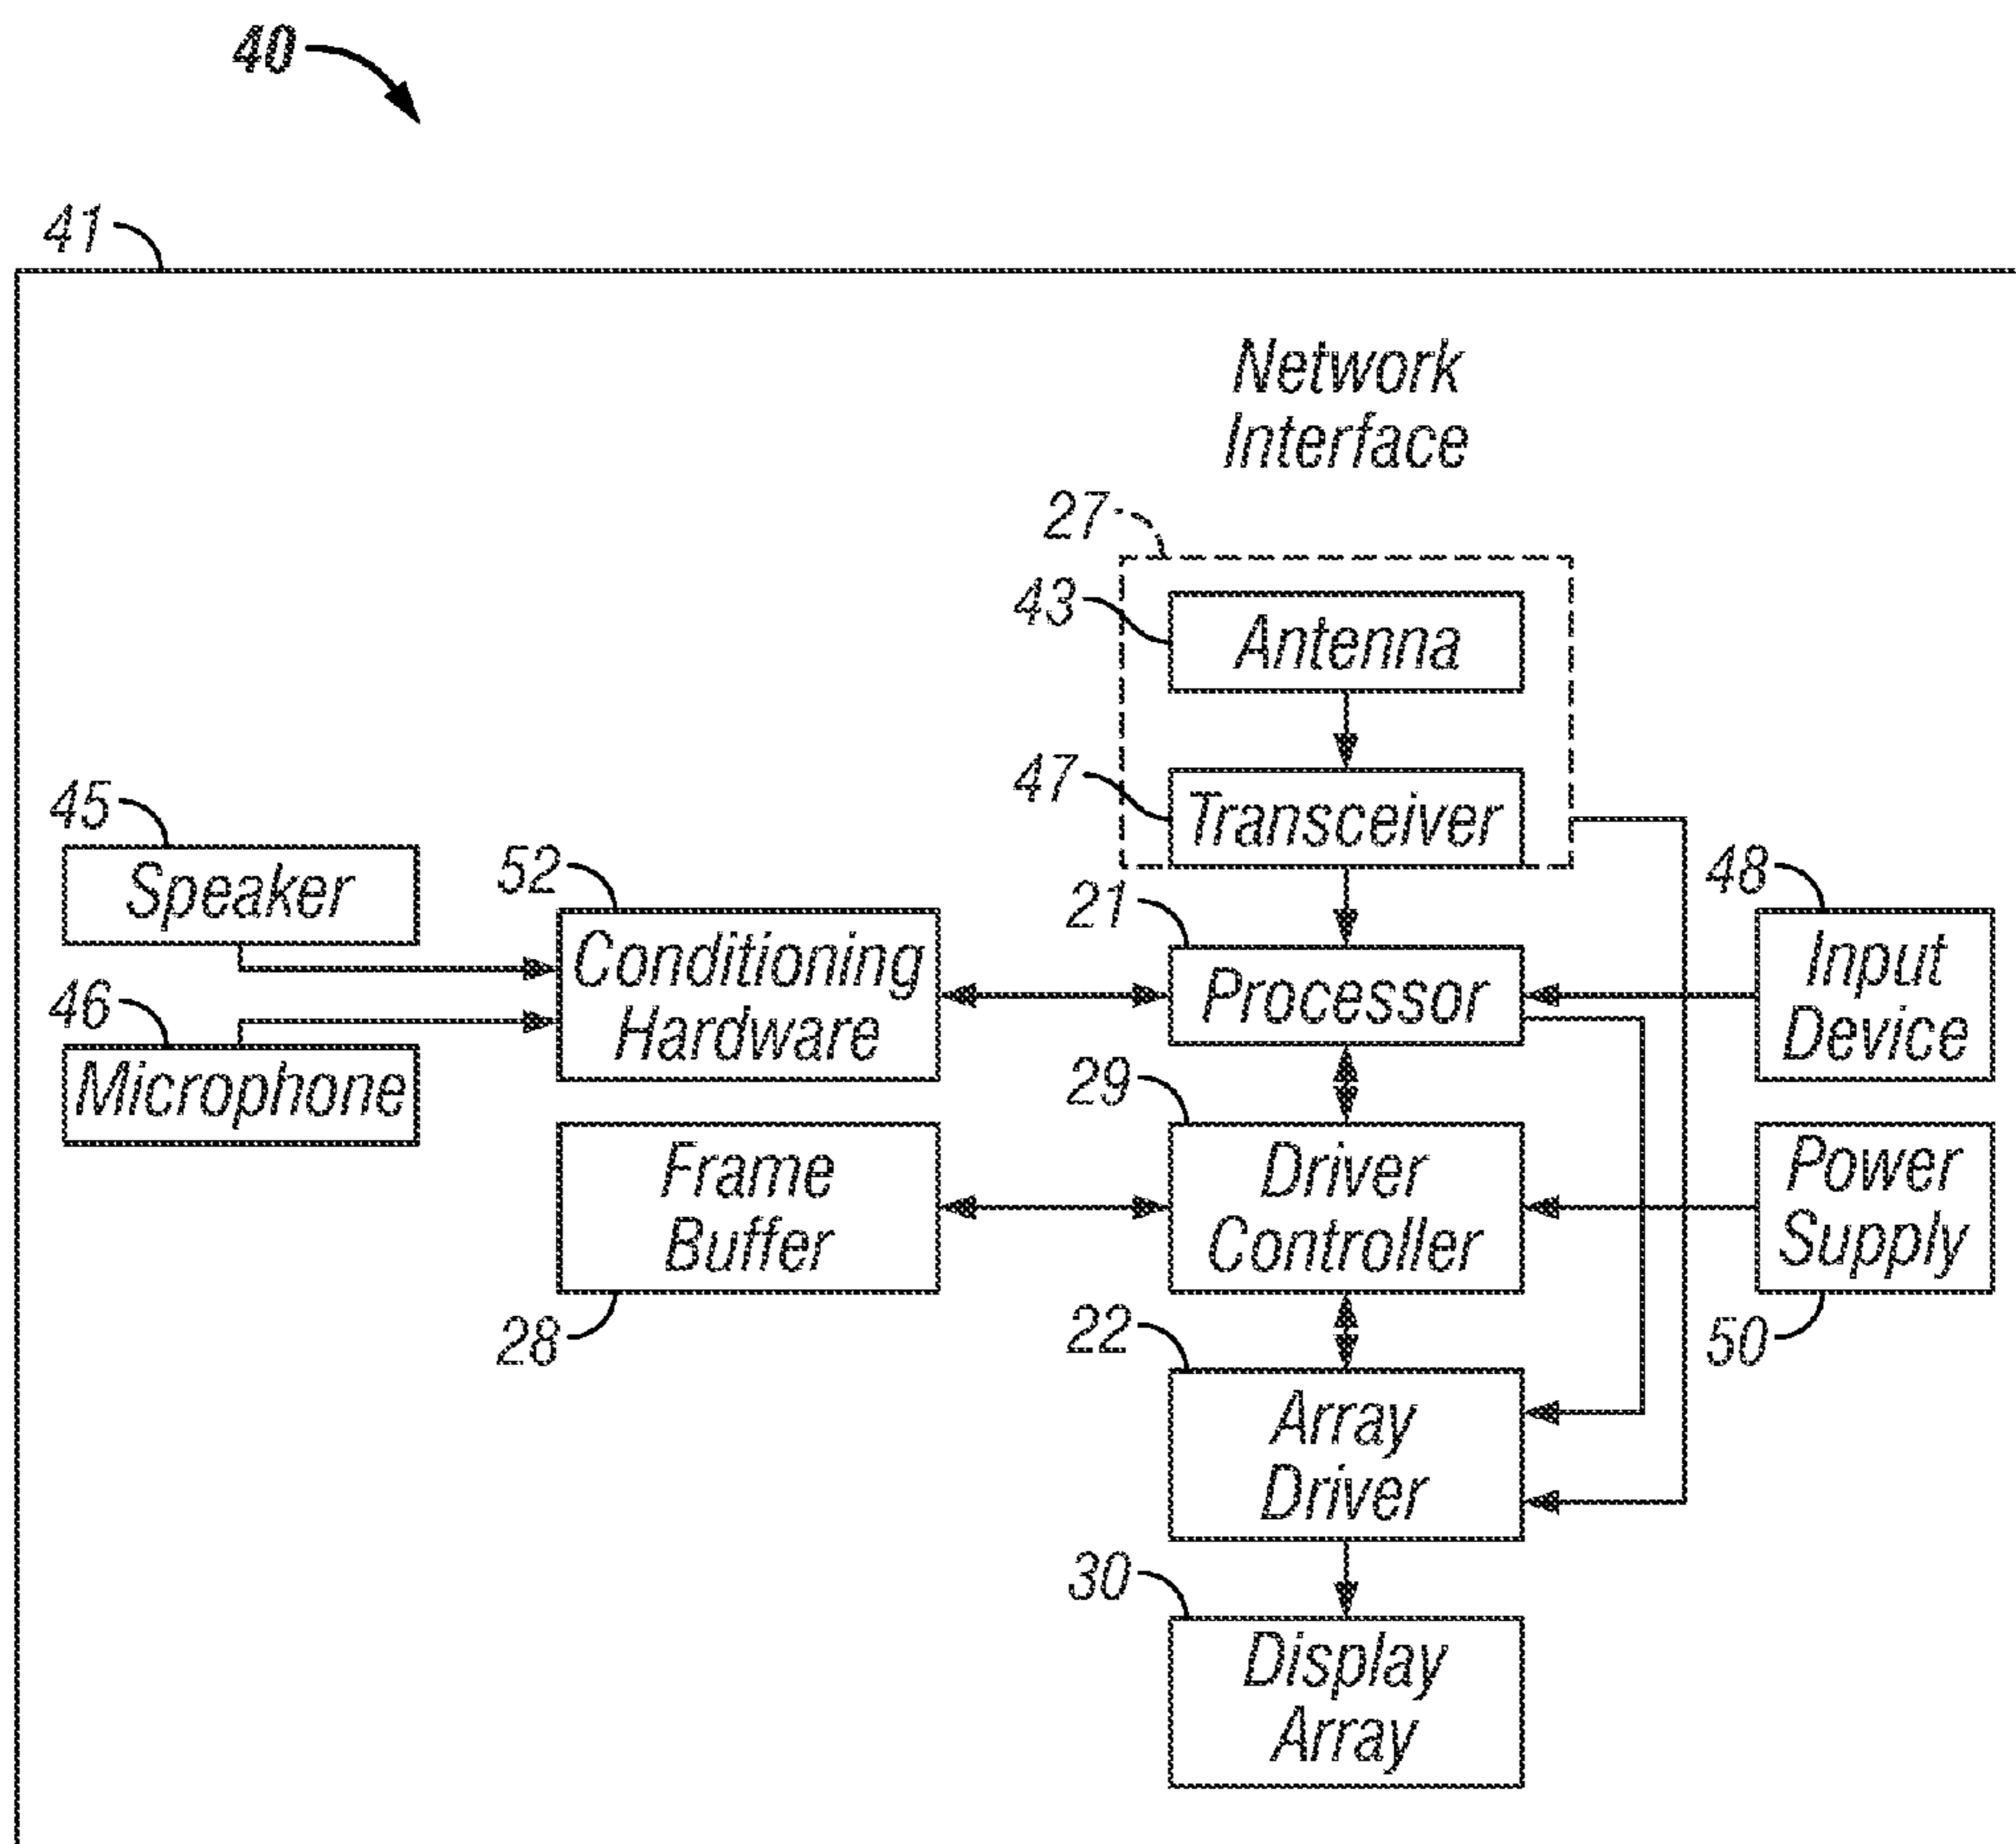 40
41
Network
Interface
27
43
Antenna
47
Transceiver
45
Speaker
52
Conditioning
Hardware
21
Processor
48
Input
Device
46
Microphone
29
Driver
Controller
Frame
Buffer
28
Power
Supply
50
22
Array
Driver
30
Display
Array